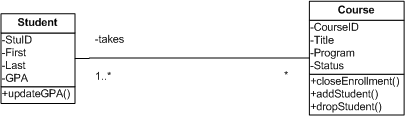 Student
-StuID
-First
-Last
-GPA
+updateGPA()
-takes
1..*
*
Course
-CourseID
-Title
-Program
-Status
+closeEnrollment()
+addStudent()
+dropStudent()